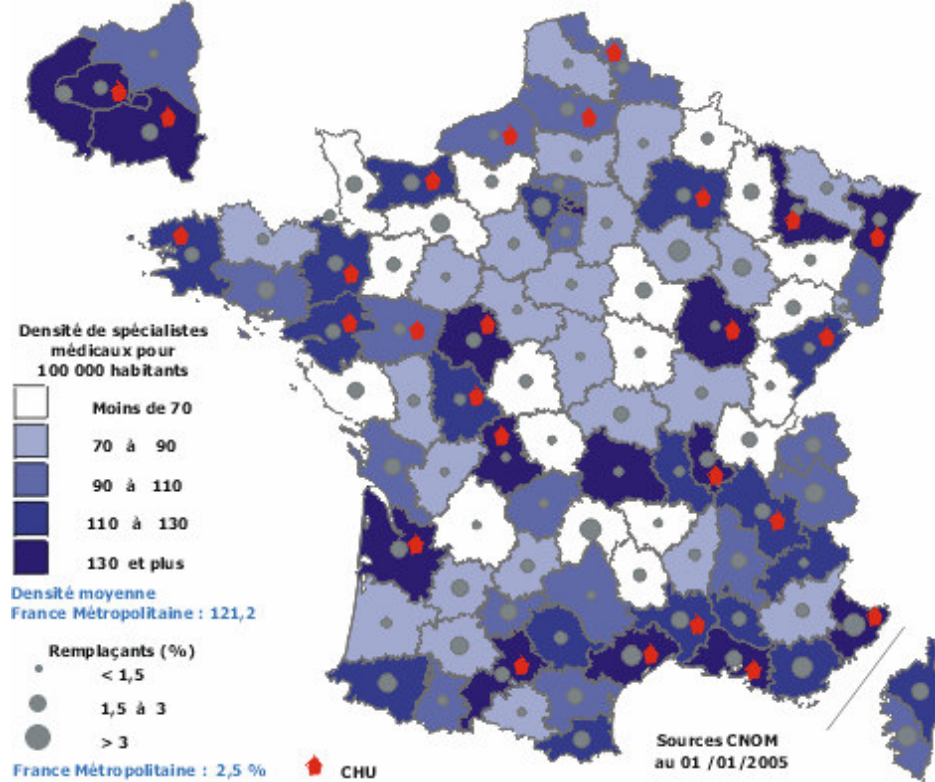 Densité de spécialistes
médicaux pour
100 000 habitants
Moins de 70
70 à 90
90 à 110
110 à 130
130 et plus
Densité moyenne
France Métropolitaine : 121,2
Remplaçants (%)
< 1,5
1,5 à 3
> 3
France Métropolitaine : 2,5 %
CHU
Sources CNOM
au 01 /01/2005